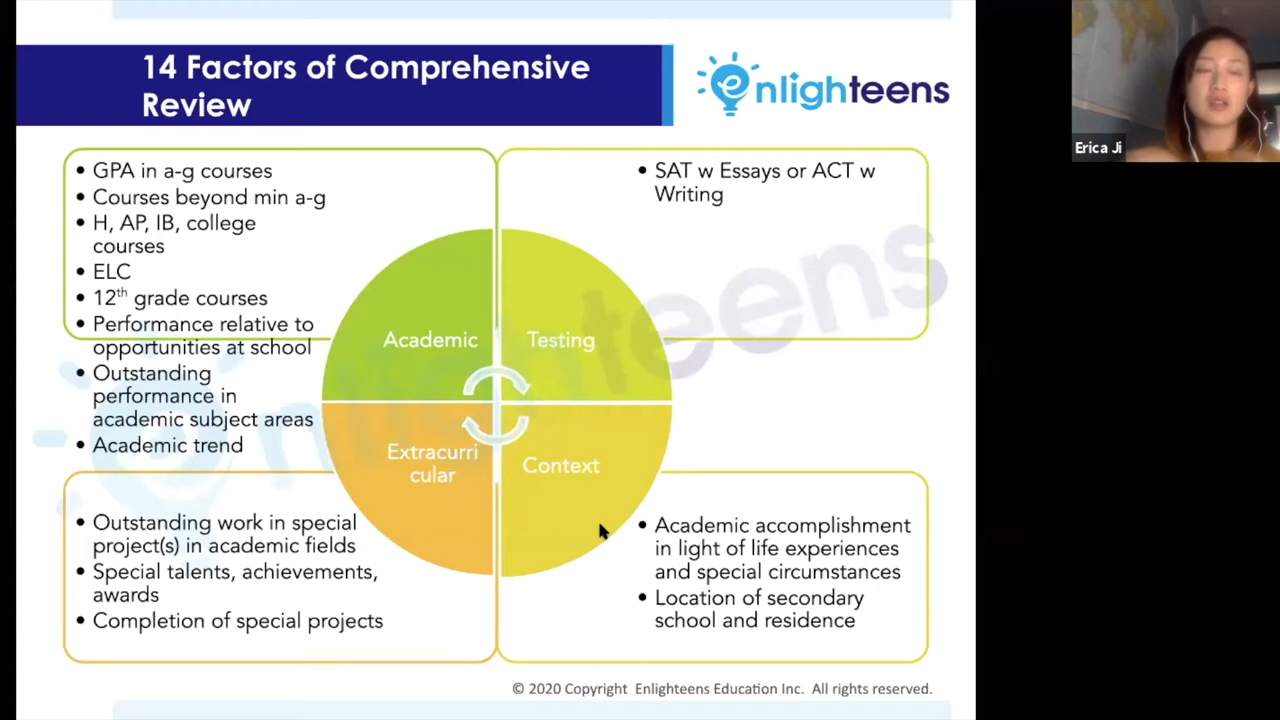 14 Factors of Comprehensive
Review
enlighteens
Erica Ji
• GPA in a-g courses
• Courses beyond min a-g
• H, AP, IB, college
courses
• ELC
• 12th grade courses
• Performance relative to
opportunities at school
• Outstanding
performance in
academic subject areas
• Academic trend
• SAT w Essays or ACT w
Writing
Academic
Testing
Extracurri
cular
Context
• Outstanding work in special
project(s) in academic fields
• Special talents, achievements,
awards
• Completion of special projects
• Academic accomplishment
in light of life experiences
and special circumstances
• Location of secondary
school and residence
enlighteens
© 2020 Copyright Enlighteens Education Inc. All rights reserved.